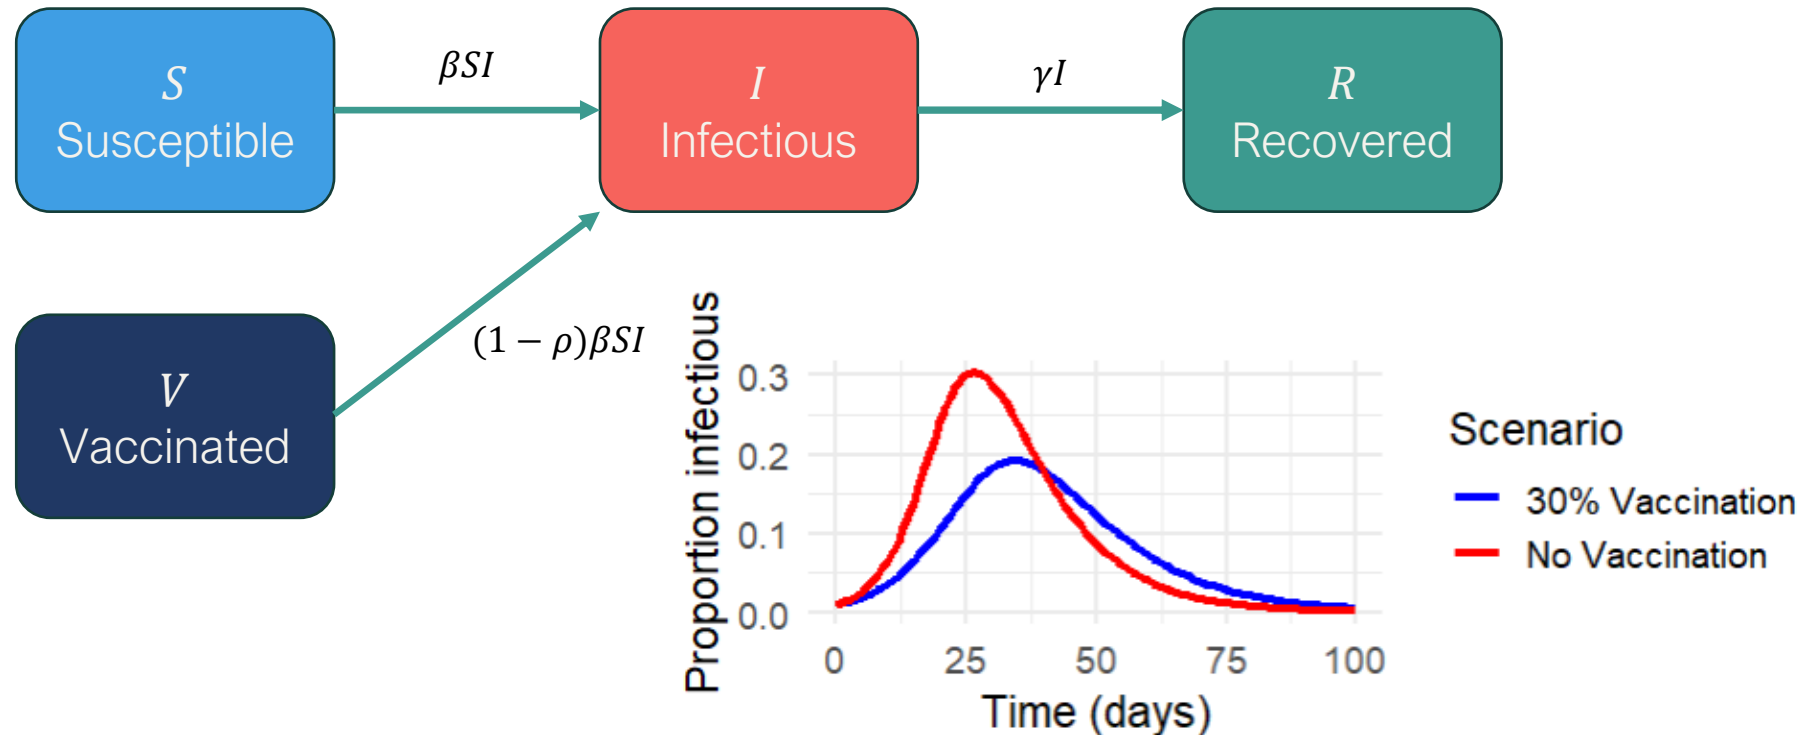 S
Susceptible
βSI
I
Infectious
γI
R
Recovered
V
Vaccinated
(1 − ρ)βSI
Proportion infectious
0.3
0.2
0.1
0.0
0 25 50 75 100
Time (days)
Scenario
30% Vaccination
No Vaccination